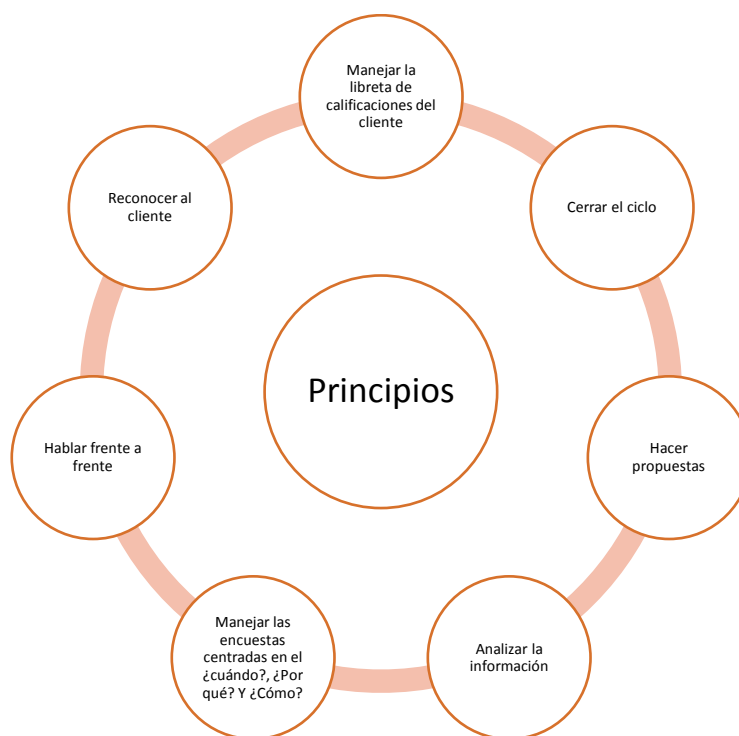 Manejar la
libreta de
calificaciones del
cliente
Cerrar el ciclo
Hacer
propuestas
Analizar la
información
Manejar las
encuestas
centradas en el
¿cuándo?, ¿Por
qué? Y ¿Cómo?
Hablar frente a
frente
Reconocer al
cliente
Principios